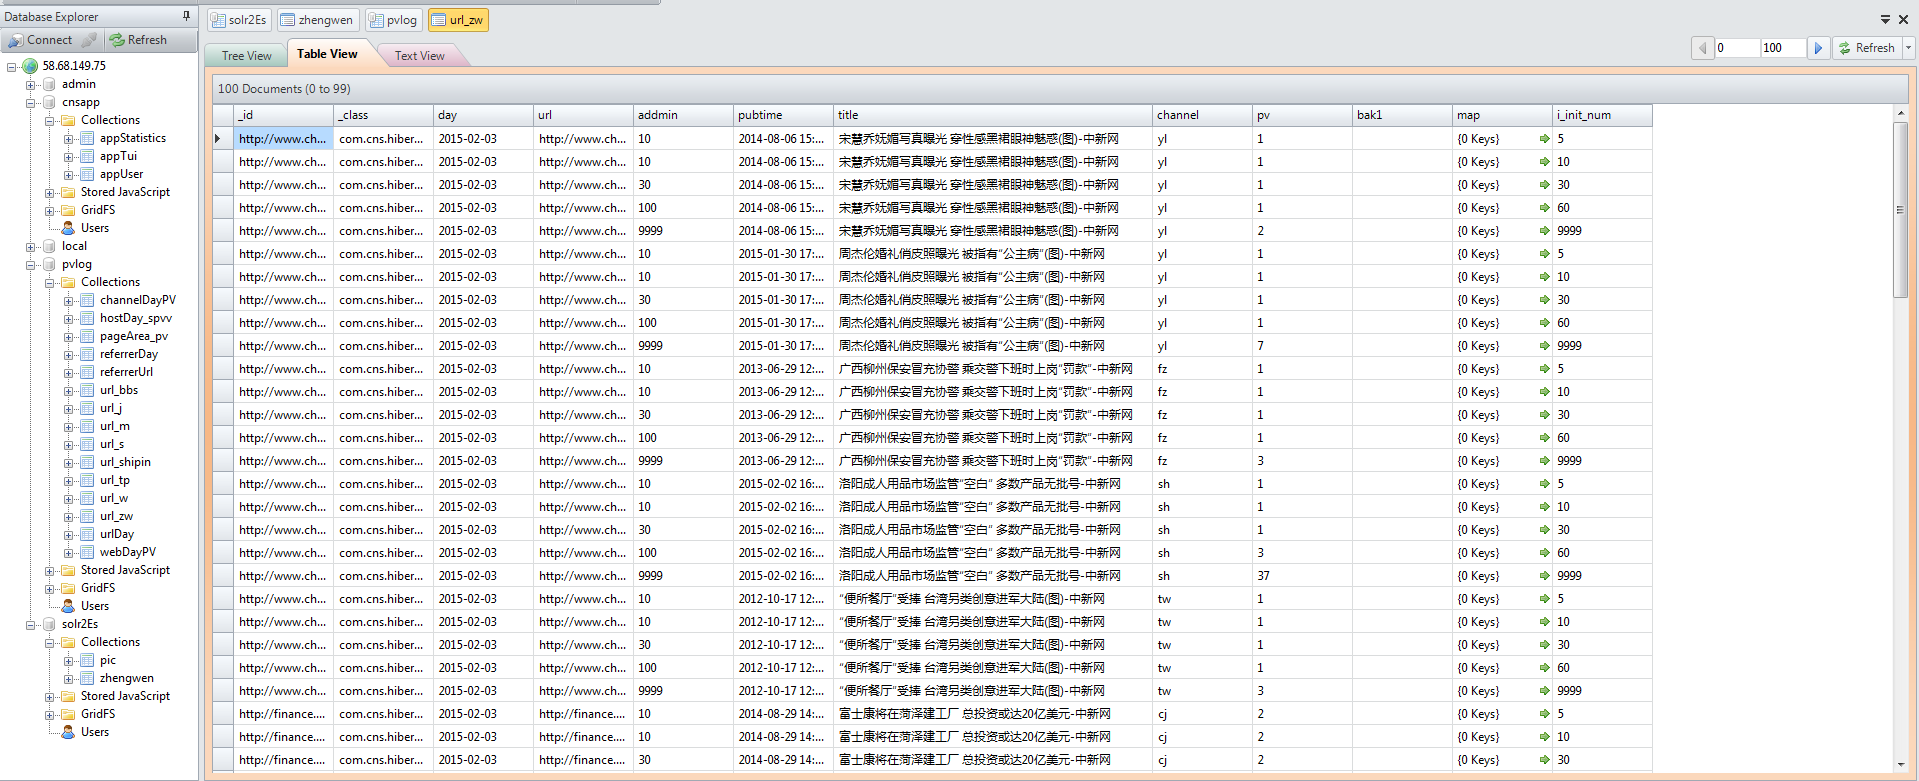 Database Explorer
Connect Refresh
58.68.149.75
admin
cnsapp
Collections
appStatistics
appTui
appUser
Stored JavaScript
GridFS
Users
local
pvlog
Collections
channelDayPV
hostDay_spvv
pageArea_pv
referrerDay
referrerUrl
url_bbs
url_j
url_m
url_s
url_shipin
url_tp
url_w
url_zw
urlDay
webDayPV
Stored JavaScript
GridFS
Users
solr2Es
Collections
pic
zhengwen
Stored JavaScript
GridFS
Users
solr2Es zhengwen pvlog url_zw
Tree View Table View Text View 0 100 Refresh
100 Documents (0 to 99)
_id _class day url addmin pubtime title channel pv bak1 map i_init_num
http://www.ch... com.cns.hiber... 2015-02-03 http://www.ch... 10 2014-08-06 15:... 宋慧乔妩媚写真曝光 穿性感黑裙眼神魅惑(图)-中新网 yl 1 {0 Keys} 5
http://www.ch... com.cns.hiber... 2015-02-03 http://www.ch... 10 2014-08-06 15:... 宋慧乔妩媚写真曝光 穿性感黑裙眼神魅惑(图)-中新网 yl 1 {0 Keys} 10
http://www.ch... com.cns.hiber... 2015-02-03 http://www.ch... 30 2014-08-06 15:... 宋慧乔妩媚写真曝光 穿性感黑裙眼神魅惑(图)-中新网 yl 1 {0 Keys} 30
http://www.ch... com.cns.hiber... 2015-02-03 http://www.ch... 100 2014-08-06 15:... 宋慧乔妩媚写真曝光 穿性感黑裙眼神魅惑(图)-中新网 yl 1 {0 Keys} 60
http://www.ch... com.cns.hiber... 2015-02-03 http://www.ch... 9999 2014-08-06 15:... 宋慧乔妩媚写真曝光 穿性感黑裙眼神魅惑(图)-中新网 yl 2 {0 Keys} 9999
http://www.ch... com.cns.hiber... 2015-02-03 http://www.ch... 10 2015-01-30 17:... 周杰伦婚礼俏皮照曝光 被指有“公主病”(图)-中新网 yl 1 {0 Keys} 5
http://www.ch... com.cns.hiber... 2015-02-03 http://www.ch... 10 2015-01-30 17:... 周杰伦婚礼俏皮照曝光 被指有“公主病”(图)-中新网 yl 1 {0 Keys} 10
http://www.ch... com.cns.hiber... 2015-02-03 http://www.ch... 30 2015-01-30 17:... 周杰伦婚礼俏皮照曝光 被指有“公主病”(图)-中新网 yl 1 {0 Keys} 30
http://www.ch... com.cns.hiber... 2015-02-03 http://www.ch... 100 2015-01-30 17:... 周杰伦婚礼俏皮照曝光 被指有“公主病”(图)-中新网 yl 1 {0 Keys} 60
http://www.ch... com.cns.hiber... 2015-02-03 http://www.ch... 9999 2015-01-30 17:... 周杰伦婚礼俏皮照曝光 被指有“公主病”(图)-中新网 yl 7 {0 Keys} 9999
http://www.ch... com.cns.hiber... 2015-02-03 http://www.ch... 10 2013-06-29 12:... 广西柳州保安冒充协警 乘交警下班时上岗“罚款”-中新网 fz 1 {0 Keys} 5
http://www.ch... com.cns.hiber... 2015-02-03 http://www.ch... 10 2013-06-29 12:... 广西柳州保安冒充协警 乘交警下班时上岗“罚款”-中新网 fz 1 {0 Keys} 10
http://www.ch... com.cns.hiber... 2015-02-03 http://www.ch... 30 2013-06-29 12:... 广西柳州保安冒充协警 乘交警下班时上岗“罚款”-中新网 fz 1 {0 Keys} 30
http://www.ch... com.cns.hiber... 2015-02-03 http://www.ch... 100 2013-06-29 12:... 广西柳州保安冒充协警 乘交警下班时上岗“罚款”-中新网 fz 1 {0 Keys} 60
http://www.ch... com.cns.hiber... 2015-02-03 http://www.ch... 9999 2013-06-29 12:... 广西柳州保安冒充协警 乘交警下班时上岗“罚款”-中新网 fz 3 {0 Keys} 9999
http://www.ch... com.cns.hiber... 2015-02-03 http://www.ch... 10 2015-02-02 16:... 洛阳成人用品市场监管“空白” 多数产品无批号-中新网 sh 1 {0 Keys} 5
http://www.ch... com.cns.hiber... 2015-02-03 http://www.ch... 10 2015-02-02 16:... 洛阳成人用品市场监管“空白” 多数产品无批号-中新网 sh 1 {0 Keys} 10
http://www.ch... com.cns.hiber... 2015-02-03 http://www.ch... 30 2015-02-02 16:... 洛阳成人用品市场监管“空白” 多数产品无批号-中新网 sh 1 {0 Keys} 30
http://www.ch... com.cns.hiber... 2015-02-03 http://www.ch... 100 2015-02-02 16:... 洛阳成人用品市场监管“空白” 多数产品无批号-中新网 sh 3 {0 Keys} 60
http://www.ch... com.cns.hiber... 2015-02-03 http://www.ch... 9999 2015-02-02 16:... 洛阳成人用品市场监管“空白” 多数产品无批号-中新网 sh 37 {0 Keys} 9999
http://www.ch... com.cns.hiber... 2015-02-03 http://www.ch... 10 2012-10-17 12:... “便所餐厅”受捧 台湾另类创意进军大陆(图)-中新网 tw 1 {0 Keys} 5
http://www.ch... com.cns.hiber... 2015-02-03 http://www.ch... 10 2012-10-17 12:... “便所餐厅”受捧 台湾另类创意进军大陆(图)-中新网 tw 1 {0 Keys} 10
http://www.ch... com.cns.hiber... 2015-02-03 http://www.ch... 30 2012-10-17 12:... “便所餐厅”受捧 台湾另类创意进军大陆(图)-中新网 tw 1 {0 Keys} 30
http://www.ch... com.cns.hiber... 2015-02-03 http://www.ch... 100 2012-10-17 12:... “便所餐厅”受捧 台湾另类创意进军大陆(图)-中新网 tw 1 {0 Keys} 60
http://www.ch... com.cns.hiber... 2015-02-03 http://www.ch... 9999 2012-10-17 12:... “便所餐厅”受捧 台湾另类创意进军大陆(图)-中新网 tw 3 {0 Keys} 9999
http://finance.... com.cns.hiber... 2015-02-03 http://finance.... 10 2014-08-29 14:... 富士康将在菏泽建工厂 总投资或达20亿美元-中新网 cj 2 {0 Keys} 5
http://finance.... com.cns.hiber... 2015-02-03 http://finance.... 10 2014-08-29 14:... 富士康将在菏泽建工厂 总投资或达20亿美元-中新网 cj 2 {0 Keys} 10
http://finance.... com.cns.hiber... 2015-02-03 http://finance.... 30 2014-08-29 14:... 富士康将在菏泽建工厂 总投资或达20亿美元-中新网 cj 2 {0 Keys} 30